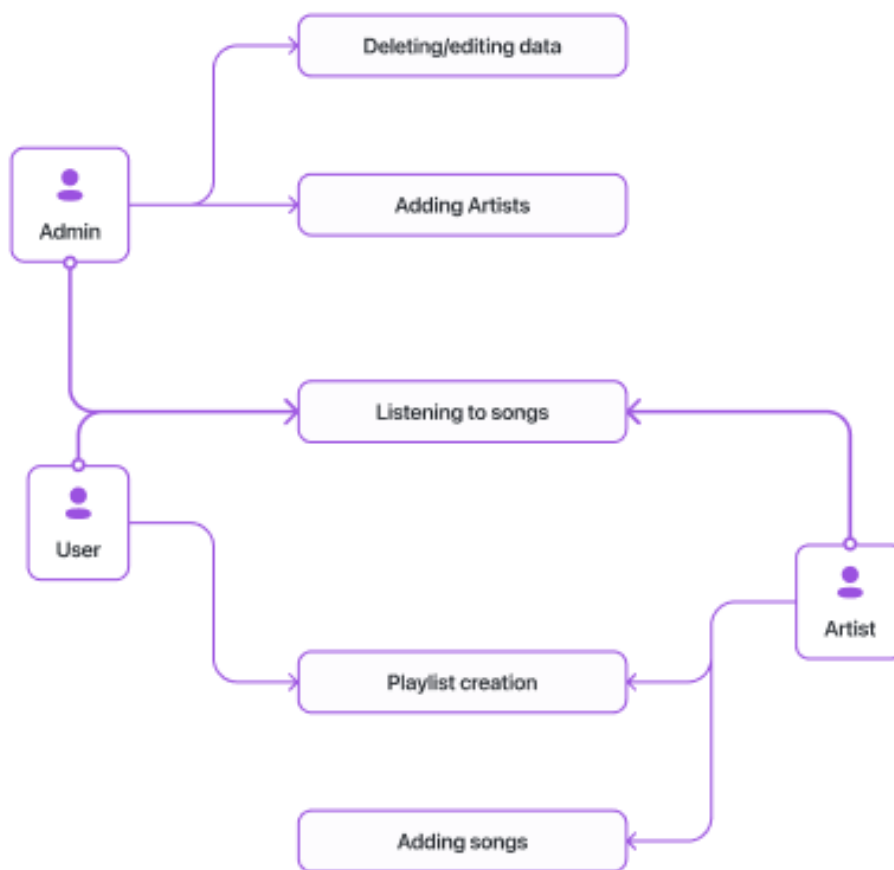 Deleting/editing data
Adding Artists
Admin
Listening to songs
User
Artist
Playlist creation
Adding songs